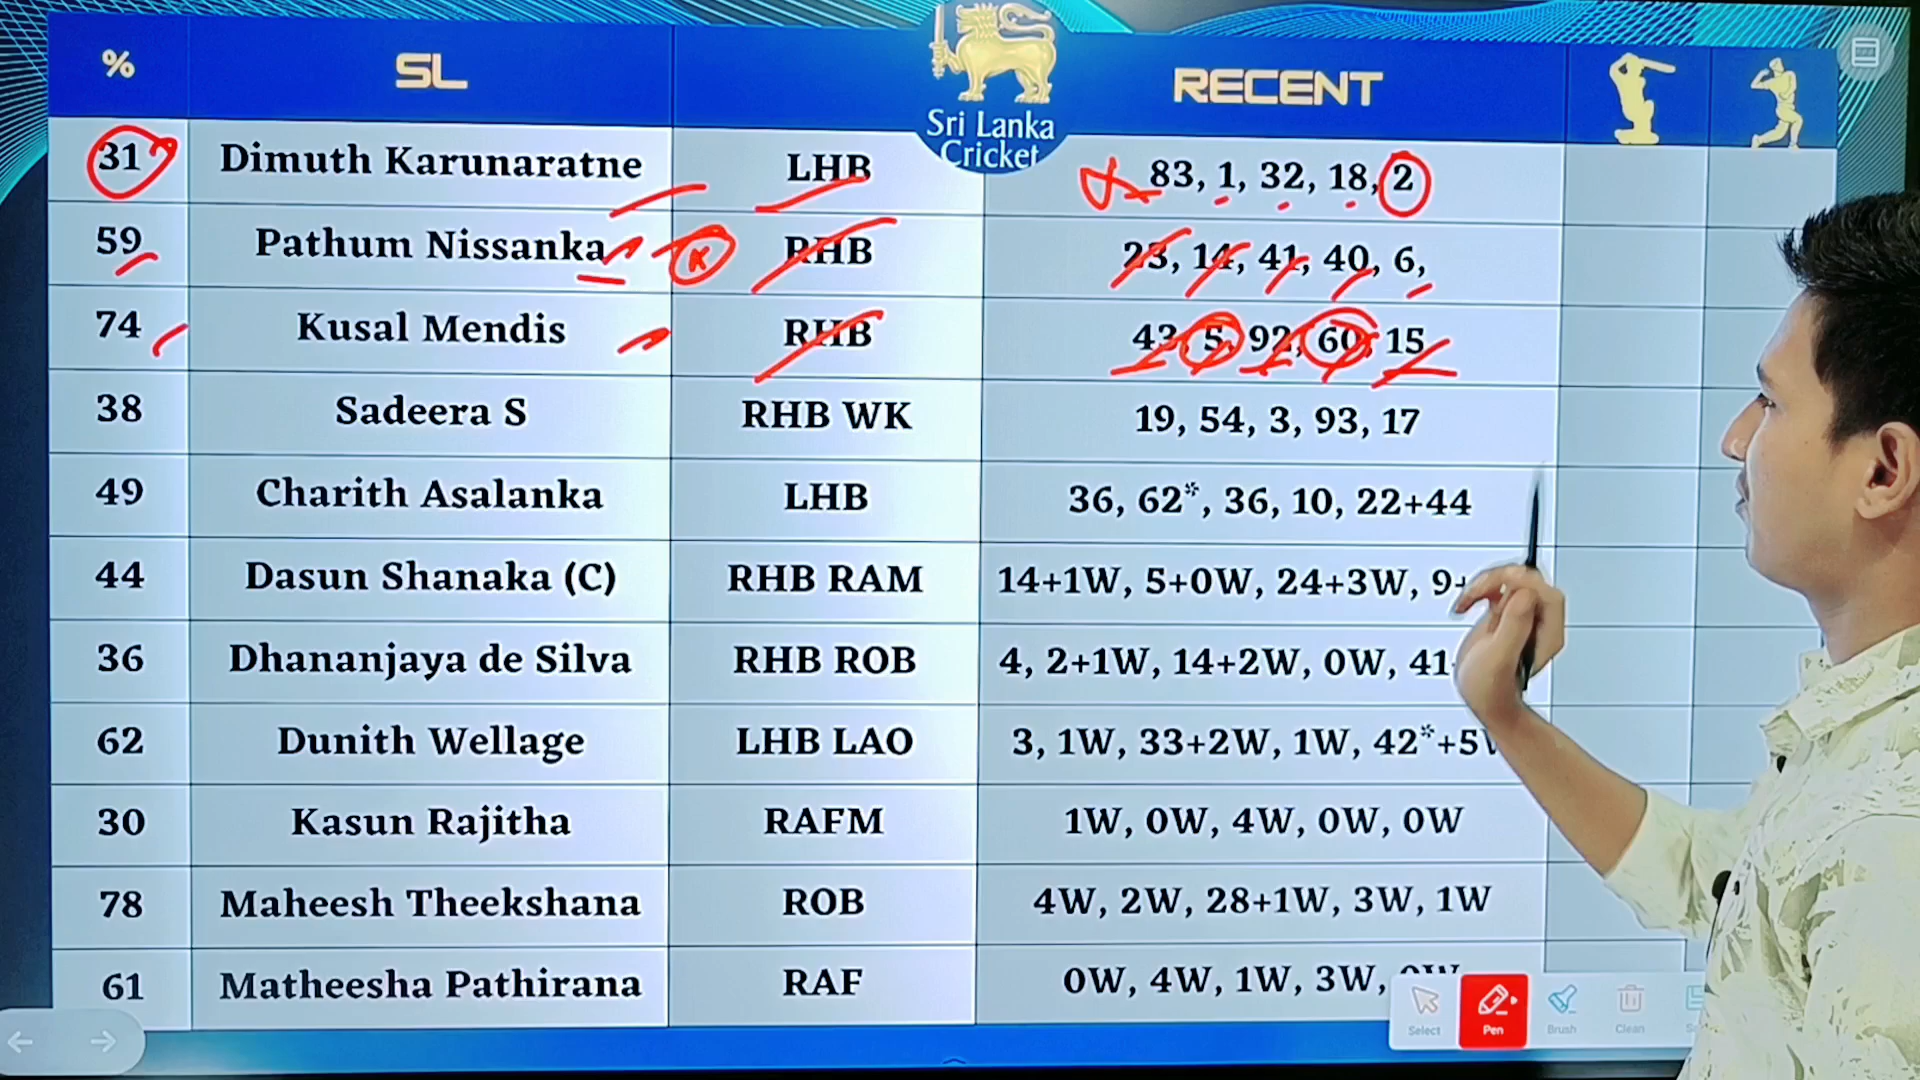 % SL Sri Lanka Cricket RECENT
31 Dimuth Karunaratne LHB 83, 1, 32, 18, 2
59 Pathum Nissanka K RHB 23, 14, 41, 40, 6,
74 Kusal Mendis RHB 43, 5, 92, 60, 15
38 Sadeera S RHB WK 19, 54, 3, 93, 17
49 Charith Asalanka LHB 36, 62*, 36, 10, 22+44
44 Dasun Shanaka (C) RHB RAM 14+1W, 5+0W, 24+3W, 9+
36 Dhananjaya de Silva RHB ROB 4, 2+1W, 14+2W, 0W, 41
62 Dunith Wellage LHB LAO 3, 1W, 33+2W, 1W, 42*+5
30 Kasun Rajitha RAFM 1W, 0W, 4W, 0W, 0W
78 Maheesh Theekshana ROB 4W, 2W, 28+1W, 3W, 1W
61 Matheesha Pathirana RAF 0W, 4W, 1W, 3W,
Select Pen Brush Clean